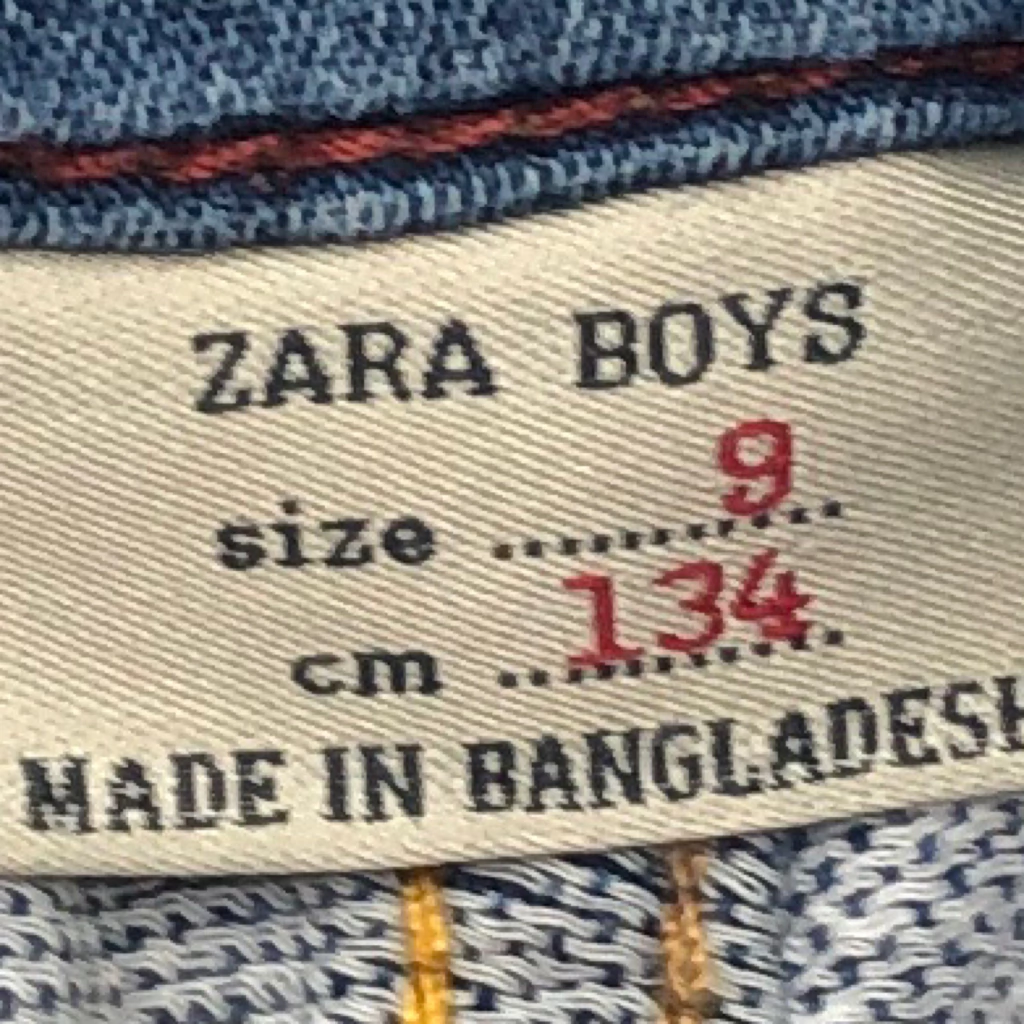 ZARA BOYS
size ........... 9
cm ........... 134
MADE IN BANGLADESH